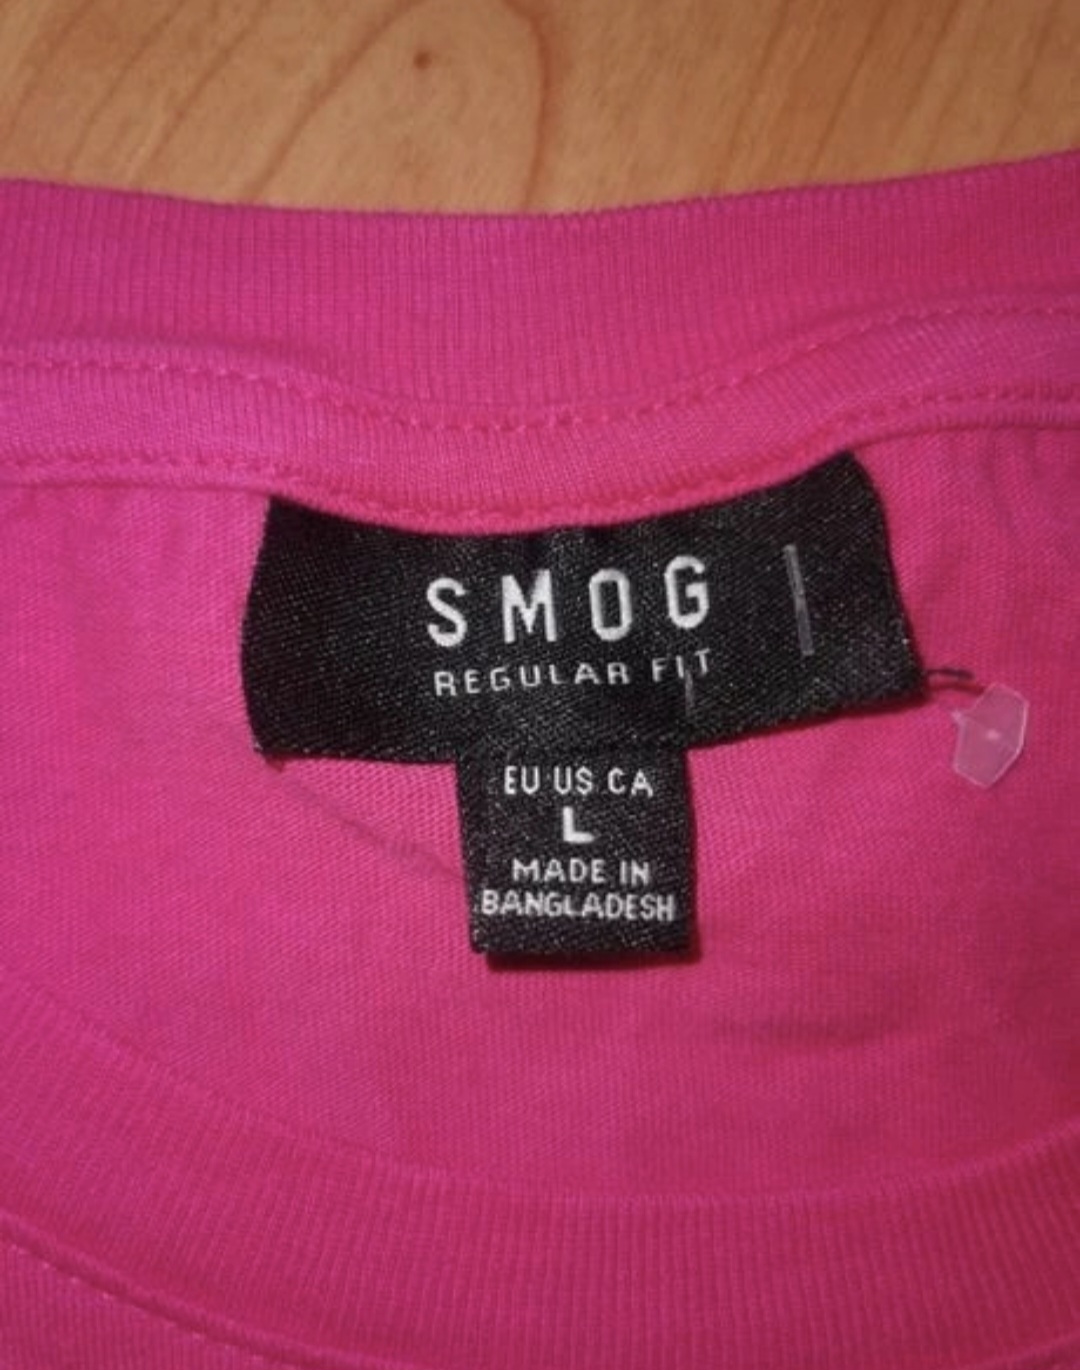 SMOG
REGULAR FIT
EU US CA
L
MADE IN
BANGLADESH